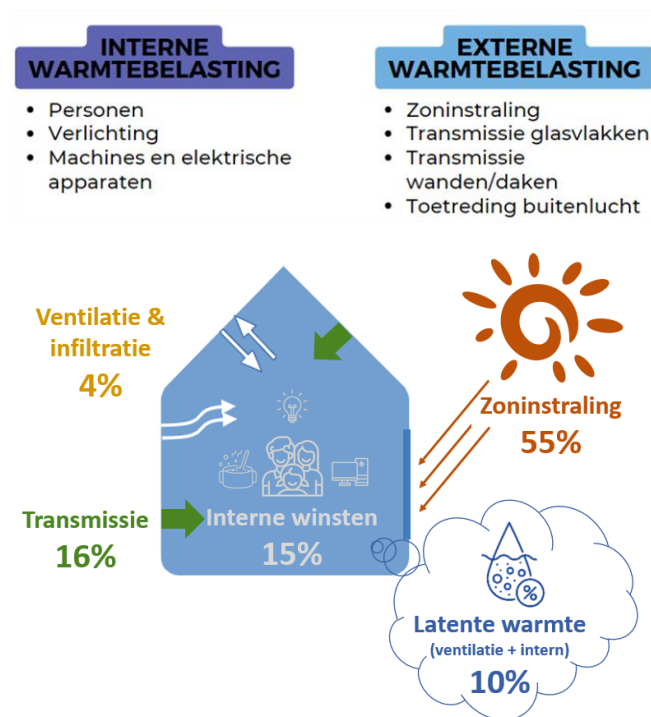 INTERNE
WARMTEBELASTING
• Personen
• Verlichting
• Machines en elektrische
apparaten
EXTERNE
WARMTEBELASTING
• Zoninstraling
• Transmissie glasvlakken
• Transmissie
wanden/daken
• Toetreding buitenlucht
Ventilatie &
infiltratie
4%
Zoninstraling
55%
Transmissie
16%
Interne winsten
15%
%
Latente warmte
(ventilatie + intern)
10%